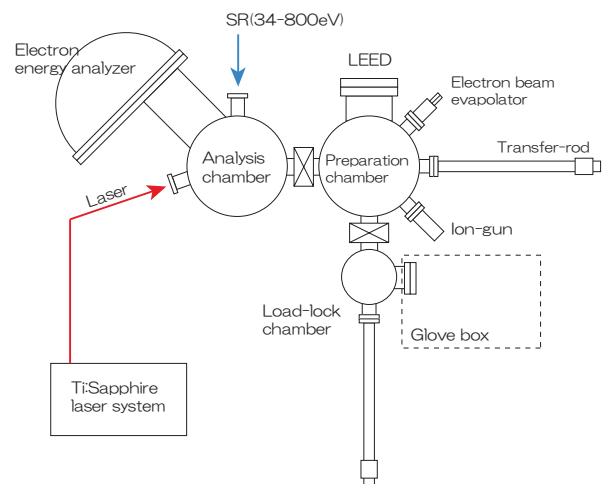 SR(34-800eV)
Electron
energy analyzer
LEED
Electron beam
evapolator
Transfer-rod
Analysis
chamber
Preparation
chamber
Laser
Ion-gun
Load-lock
chamber
Glove box
Ti:Sapphire
laser system